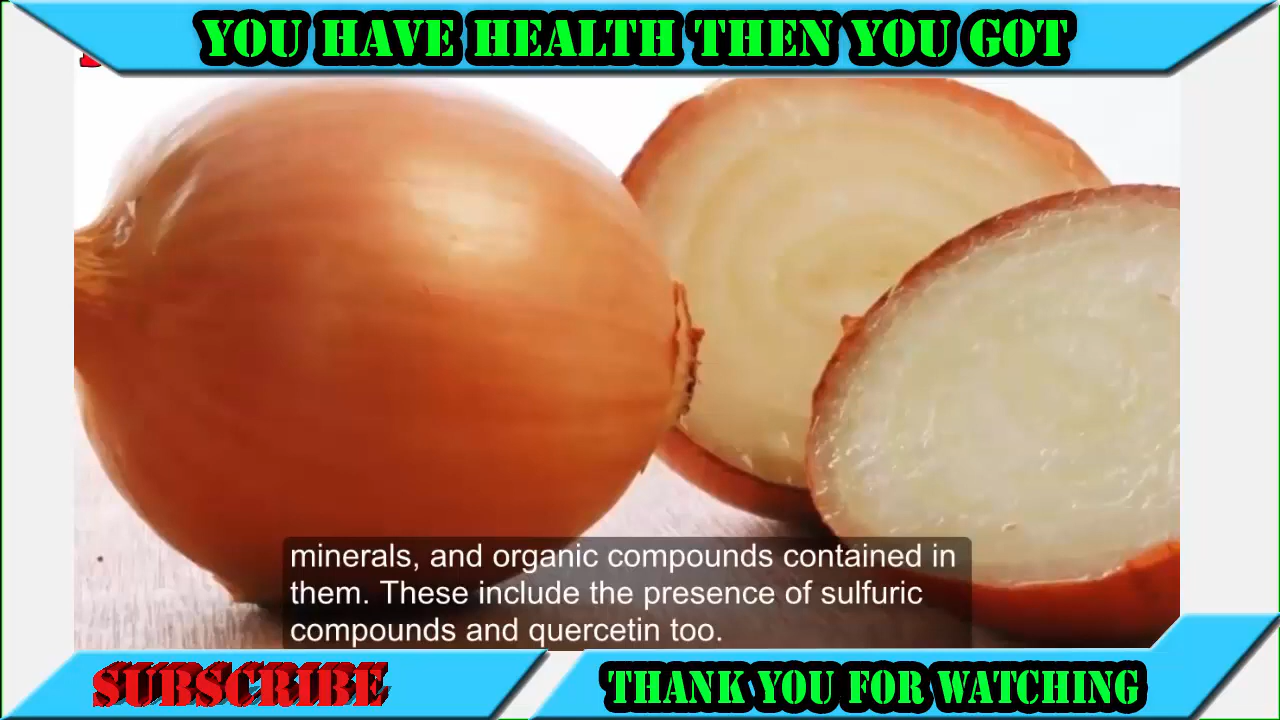 YOU HAVE HEALTH THEN YOU GOT
minerals, and organic compounds contained in
them. These include the presence of sulfuric
compounds and quercetin too.
SUBSCRIBE
THANK YOU FOR WATCHING